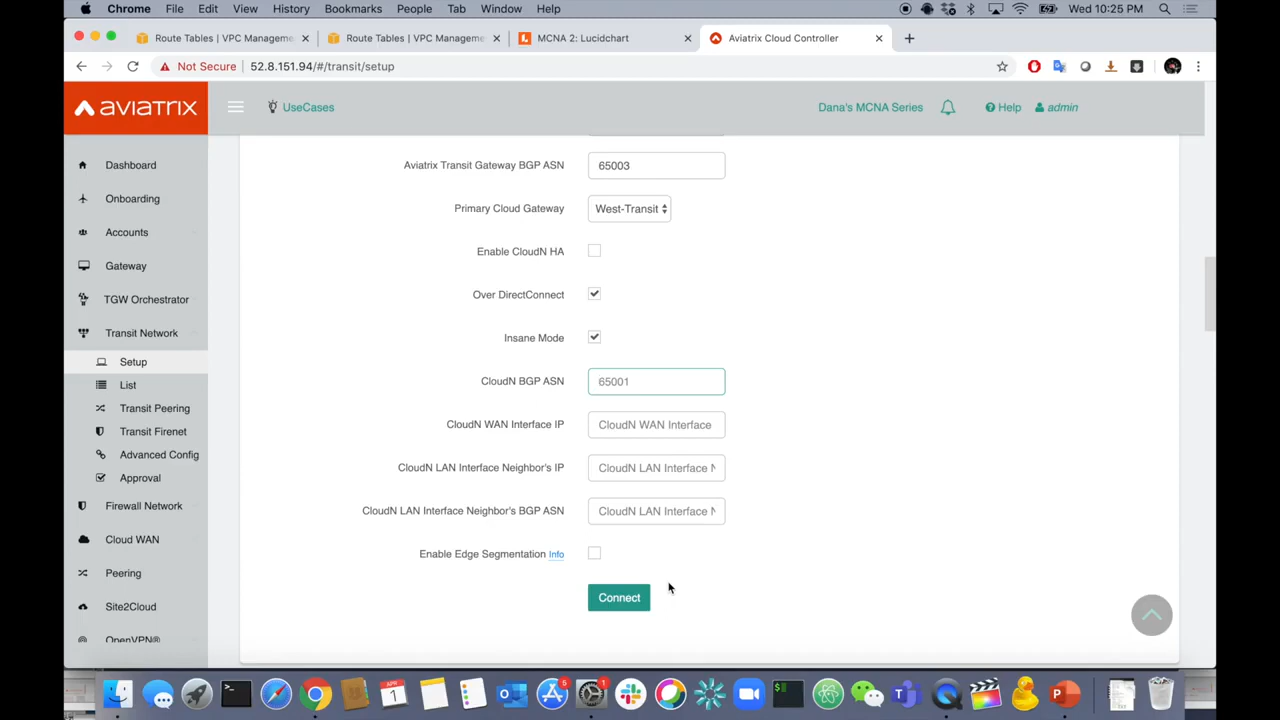 Chrome File Edit View History Bookmarks People Tab Window Help Wed 10:25 PM
Route Tables | VPC Manageme
Route Tables | VPC Manageme
MCNA 2: Lucidchart
Aviatrix Cloud Controller
Not Secure 52.8.151.94/#/transit/setup
aviatrix
UseCases
Dana's MCNA Series
Help
admin
Dashboard
Onboarding
Accounts
Gateway
TGW Orchestrator
Transit Network
Setup
List
Transit Peering
Transit Firenet
Advanced Config
Approval
Firewall Network
Cloud WAN
Peering
Site2Cloud
OpenVPN®
Aviatrix Transit Gateway BGP ASN 65003
Primary Cloud Gateway West-Transit
Enable CloudN HA
Over DirectConnect
Insane Mode
CloudN BGP ASN 65001
CloudN WAN Interface IP CloudN WAN Interface
CloudN LAN Interface Neighbor's IP CloudN LAN Interface N
CloudN LAN Interface Neighbor's BGP ASN CloudN LAN Interface N
Enable Edge Segmentation Info
Connect
APR
1
5
1